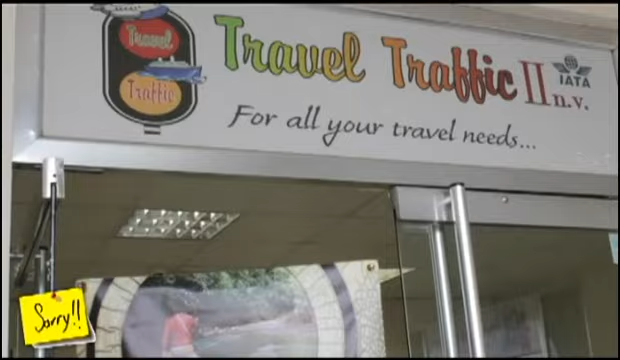 Travel
Traffic
Travel Traffic II n.v.
IATA
For all your travel needs...
Sorry!!